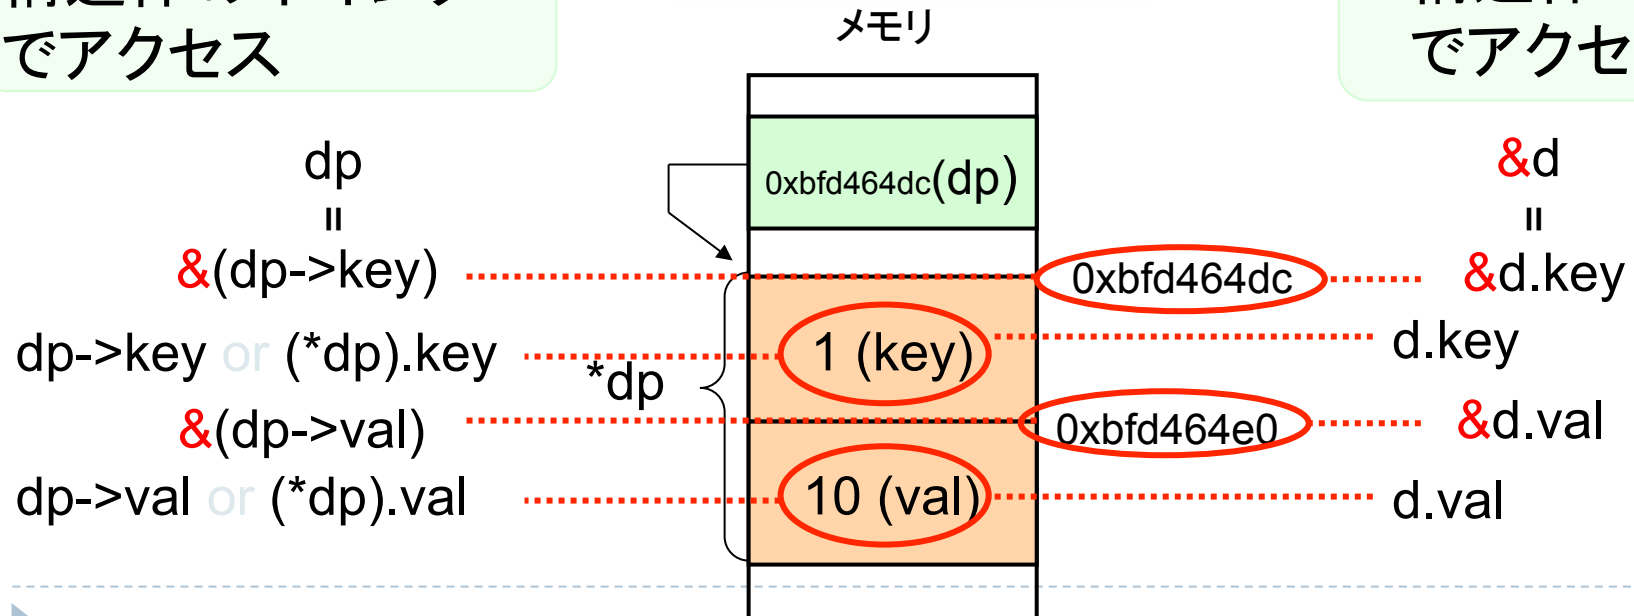 でアクセス
メモリ
でアクセ
dp
=
&(dp->key)
dp->key or (*dp).key
&(dp->val)
dp->val or (*dp).val
*dp
0xbfd464dc(dp)
1 (key)
10 (val)
0xbfd464dc
0xbfd464e0
&d
=
&d.key
d.key
&d.val
d.val